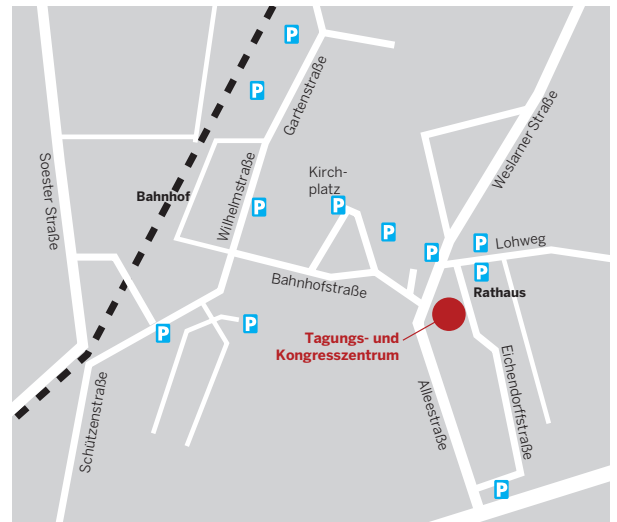 P
P
Gartenstraße
Weslarner Straße
Soester Straße
Bahnhof
Wilhelmstraße
P
Kirch-
platz
P
P
P
P
Lohweg
P
Rathaus
Bahnhofstraße
P
P
Tagungs- und
Kongresszentrum
Schützenstraße
Alleestraße
Eichendorffstraße
P